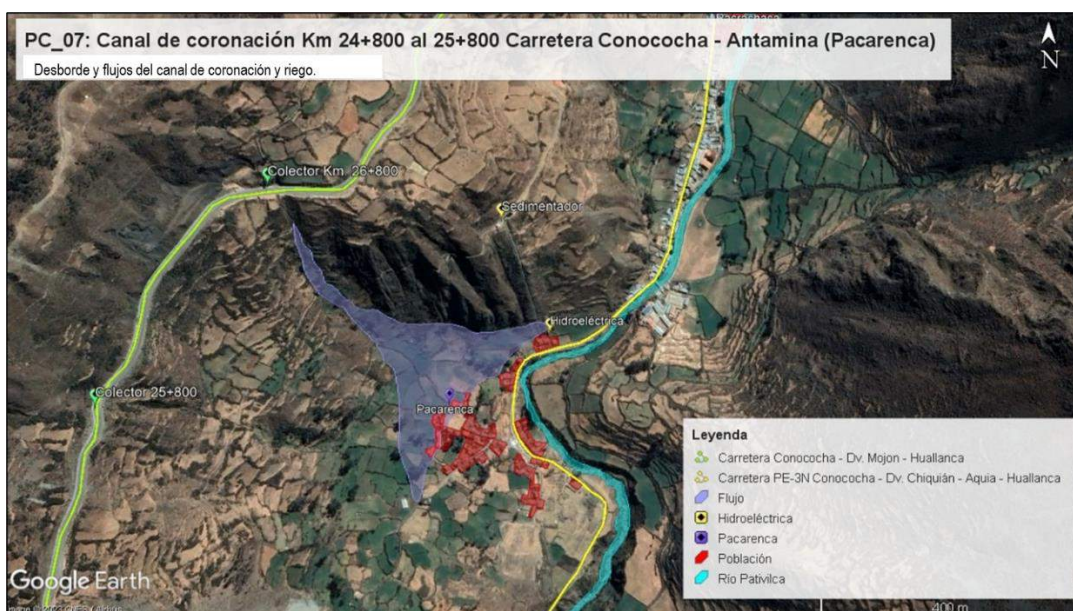 PC_07: Canal de coronación Km 24+800 al 25+800 Carretera Conococha - Antamina (Pacarenca)
Desborde y flujos del canal de coronación y riego.
N
Colector Km 26+800
Sedimentador
Hidroeléctrica
Colector 25+800
Pacarenca
Leyenda
Carretera Conococha - Dv. Mojon - Huallanca
Carretera PE-3N Conococha - Dv. Chiquián - Aquia - Huallanca
Flujo
Hidroeléctrica
Pacarenca
Población
Río Pativilca
Google Earth
400 m